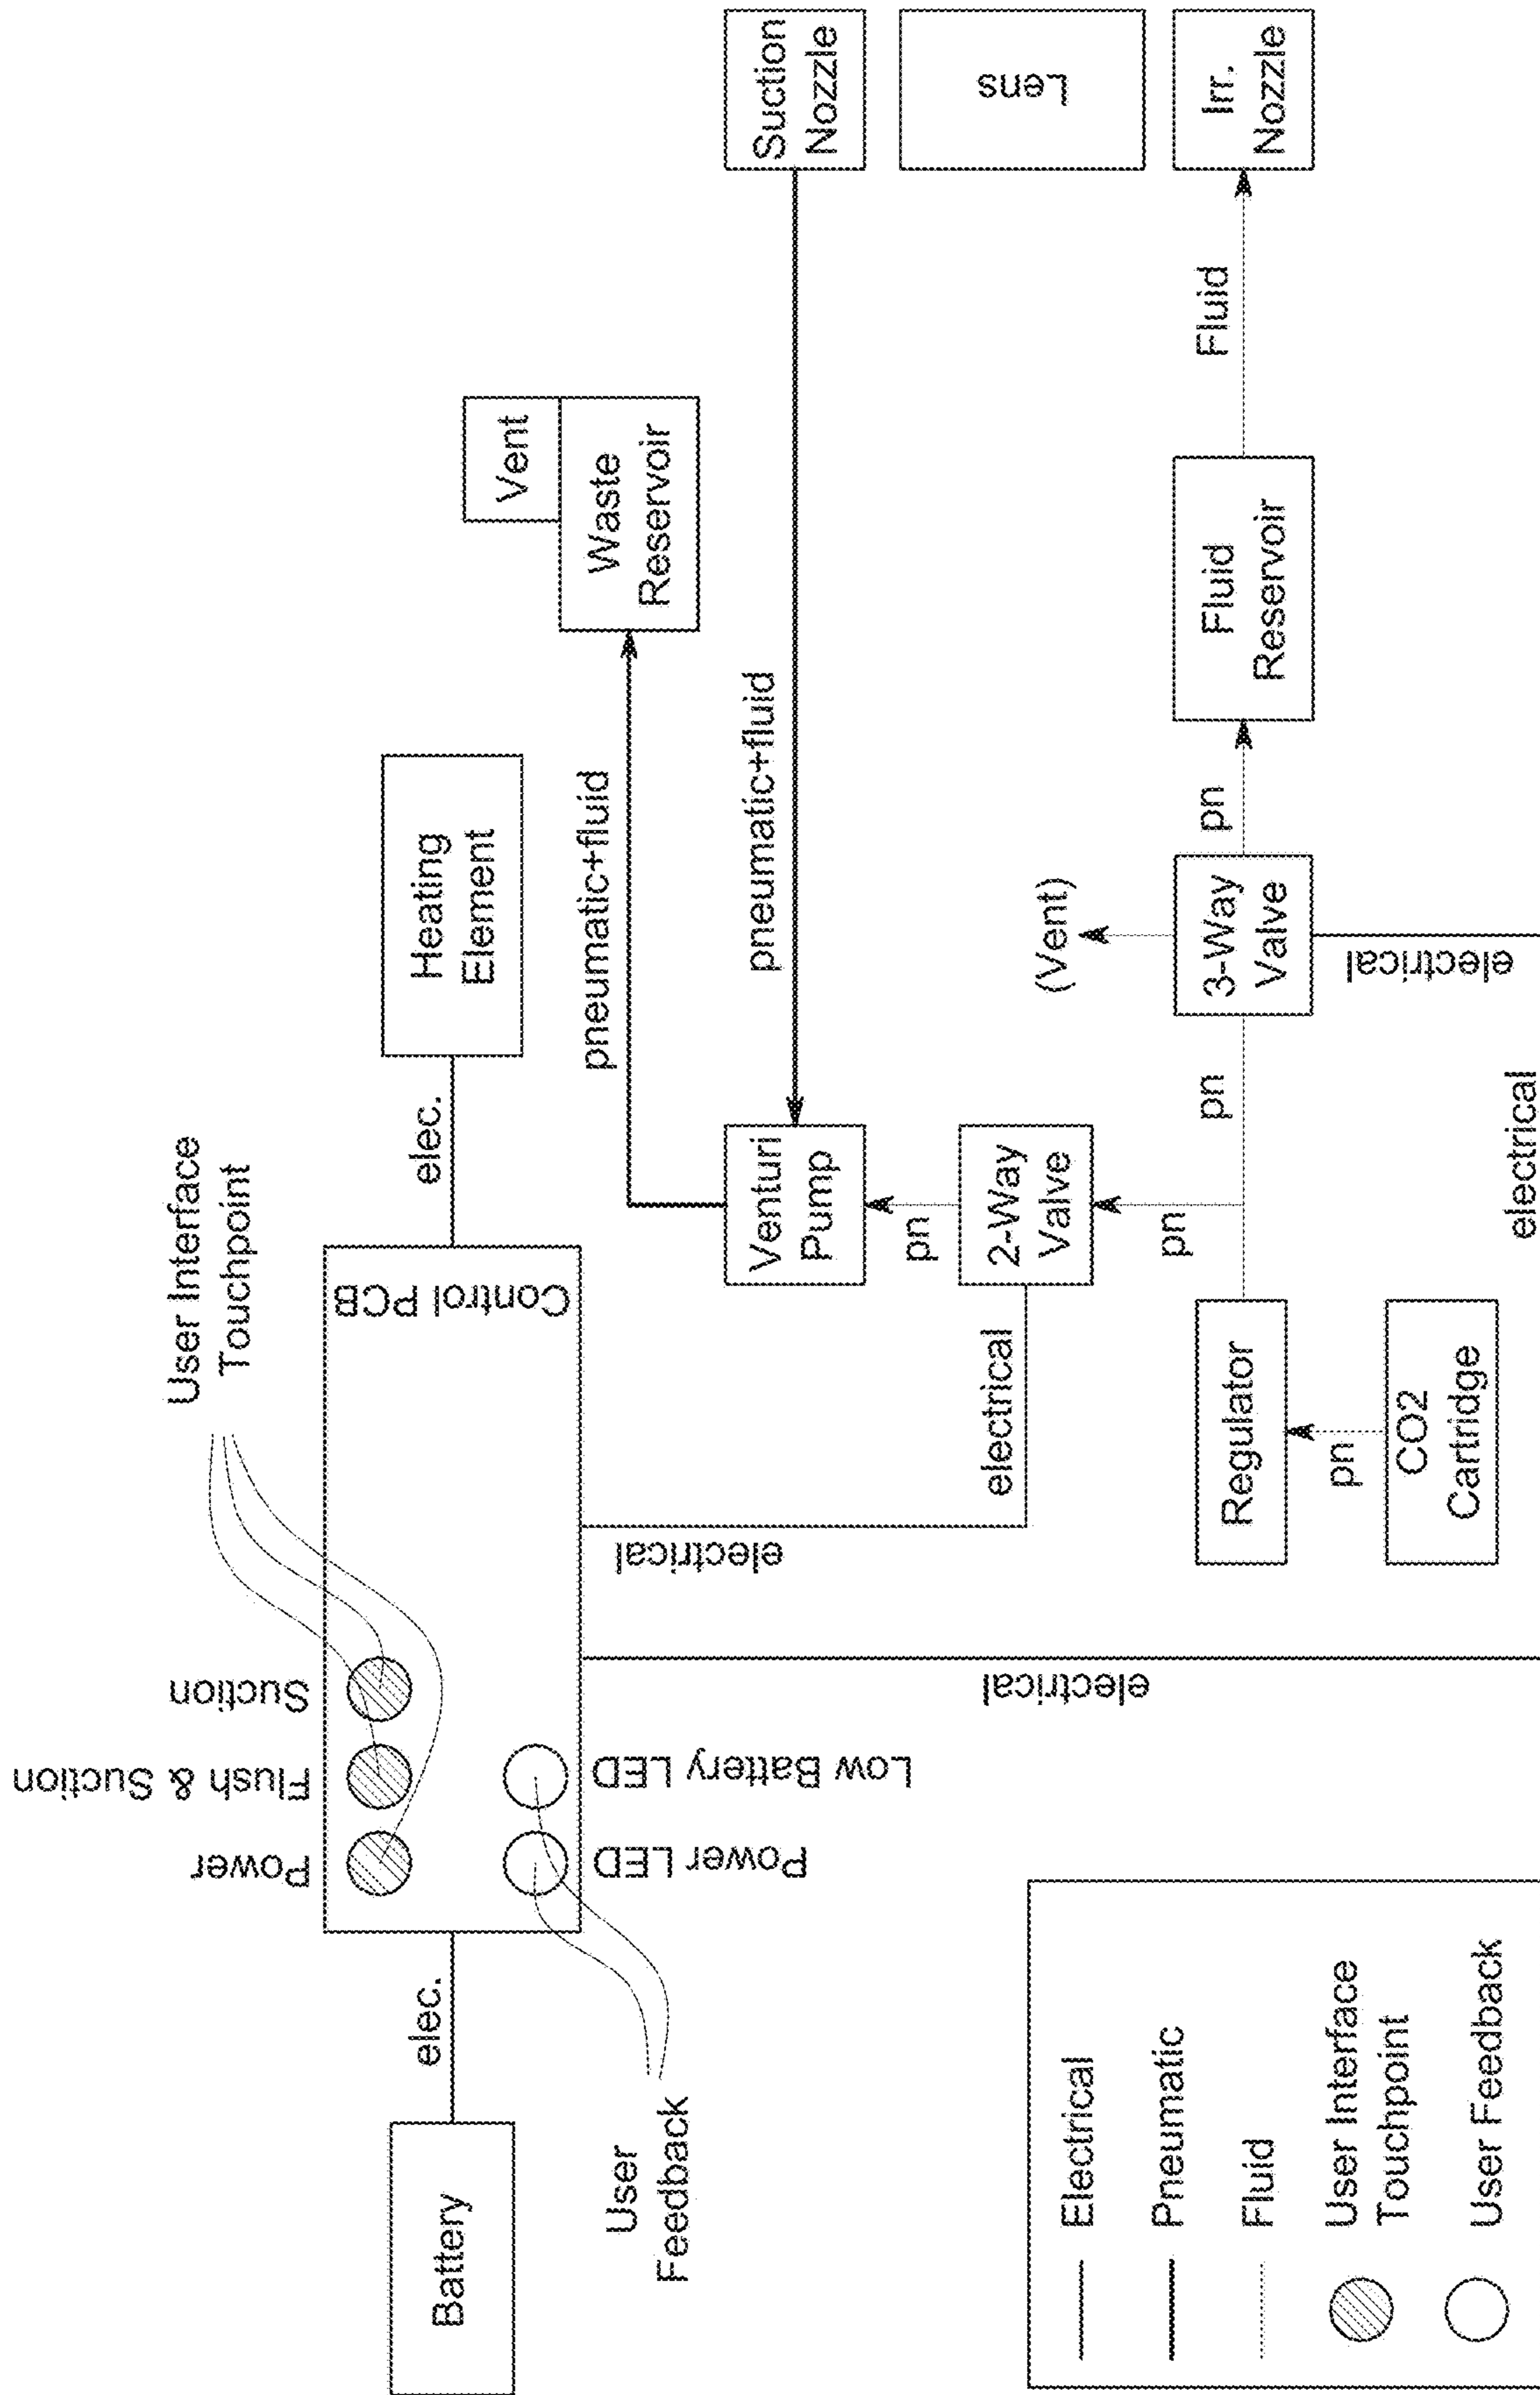 User Interface
Touchpoint
Power
Flush & Suction
Suction
Battery
elec.
Control PCB
elec.
Heating
Element
Power LED
Low Battery LED
User
Feedback
pneumatic+fluid
Vent
Waste
Reservoir
electrical
electrical
Venturi
Pump
pneumatic+fluid
Suction
Nozzle
pn
electrical
2-Way
Valve
(Vent)
Lens
pn
Regulator
pn
3-Way
Valve
pn
Fluid
Reservoir
Fluid
Irr.
Nozzle
pn
CO2
Cartridge
electrical
electrical
Electrical
Pneumatic
Fluid
User Interface
Touchpoint
User Feedback